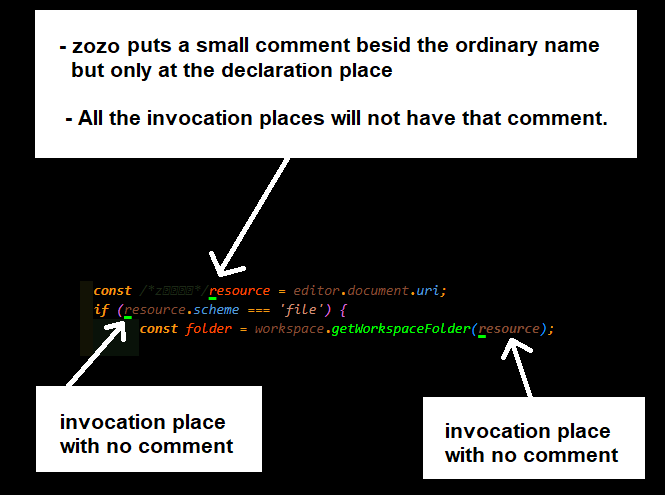 - zozo puts a small comment besid the ordinary name
but only at the declaration place
- All the invocation places will not have that comment.
const /*z */resource = editor.document.uri;
if (resource.scheme === 'file') {
const folder = workspace.getWorkspaceFolder(resource);
invocation place
with no comment
invocation place
with no comment